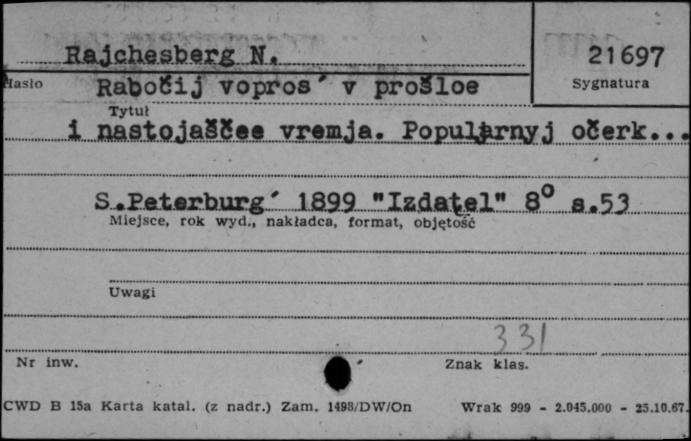 Rajchesberg N.
21697
Hasło
Sygnatura
Rabočij vopros´ v prošloe
Tytuł
i nastojaščee vremja. Populjarnyj očerk...
S.Peterburg´ 1899 "Izdatel" 8⁰ s.53
Miejsce, rok wyd., nakładca, format, objętość
Uwagi
331
Nr inw.
Znak klas.
CWD B 15a Karta katal. (z nadr.) Zam. 1498/DW/On
Wrak 999 - 2.045.000 - 25.10.67.